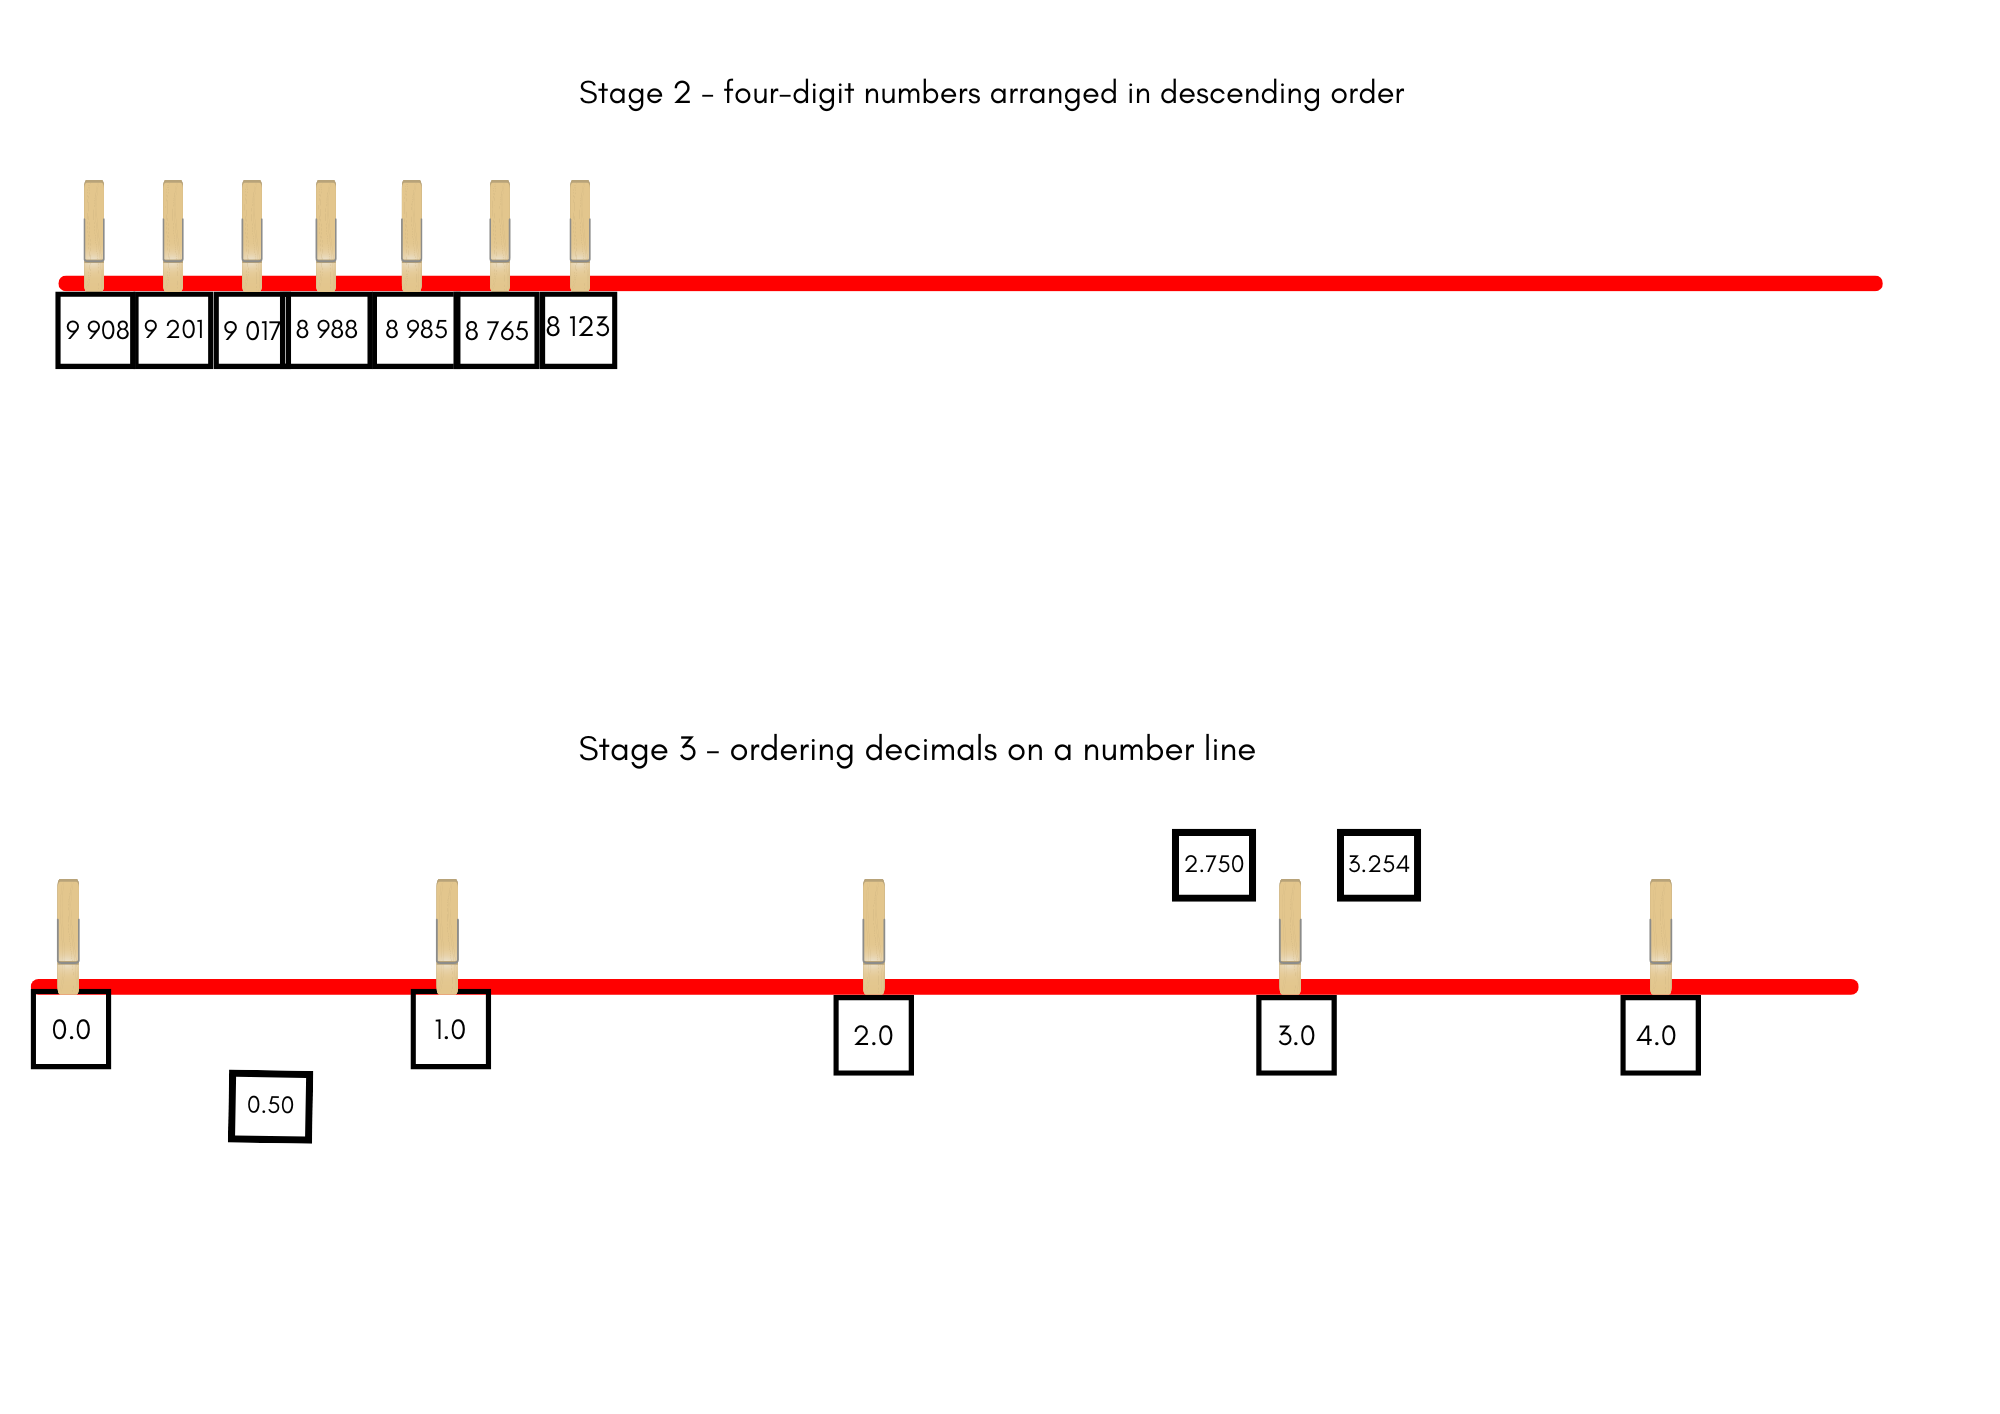 Stage 2 - four-digit numbers arranged in descending order
9 908 9 201 9 017 8 988 8 985 8 765 8 123
Stage 3 - ordering decimals on a number line
2.750 3.254
0.0 1.0 2.0 3.0 4.0
0.50